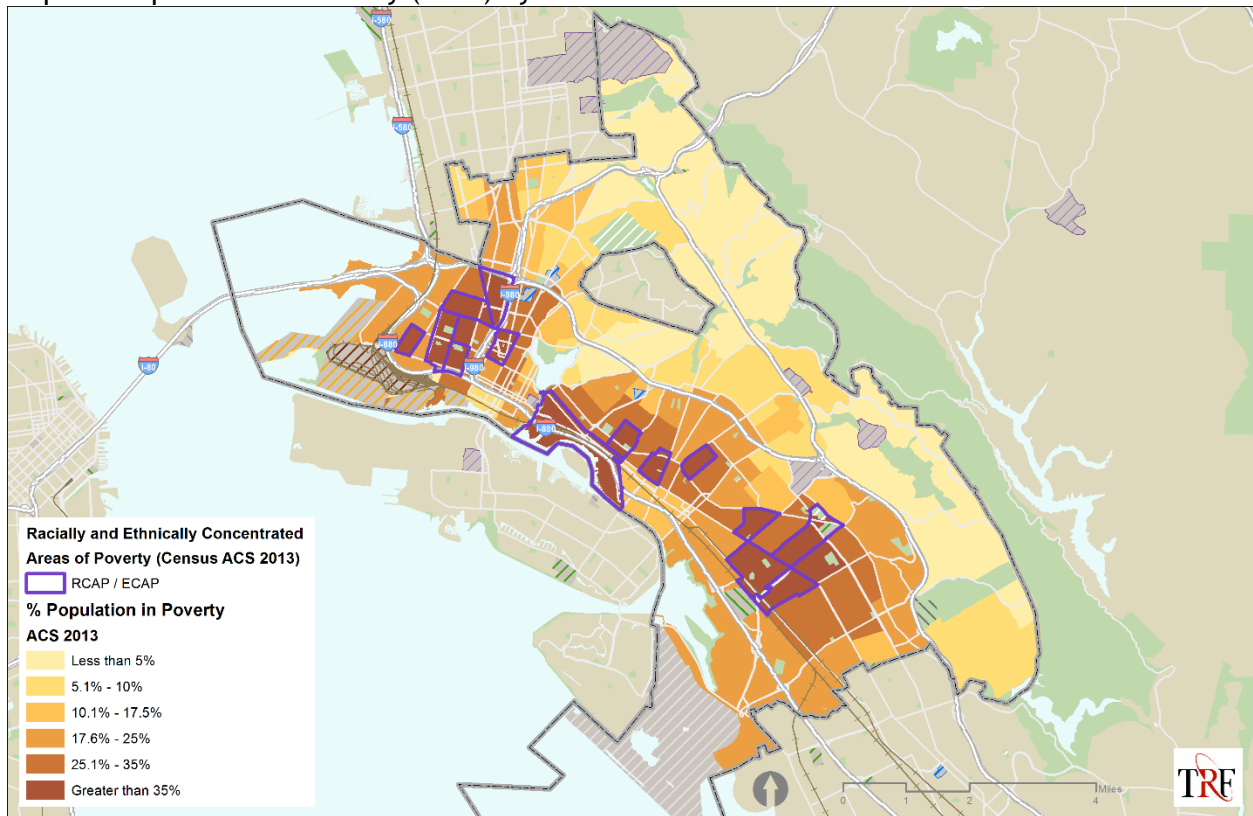 I-580
I-580
I-980
I-880
I-980
I-80
I-880
Racially and Ethnically Concentrated
Areas of Poverty (Census ACS 2013)
RCAP / ECAP
% Population in Poverty
ACS 2013
Less than 5%
5.1% - 10%
10.1% - 17.5%
17.6% - 25%
25.1% - 35%
Greater than 35%
Miles
0 1 2 4
TRF